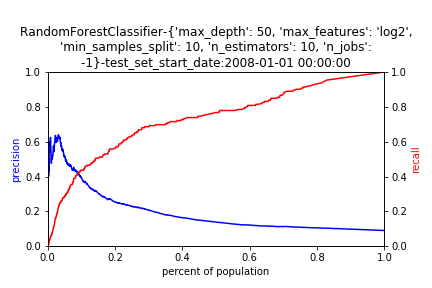 RandomForestClassifier-{'max_depth': 50, 'max_features': 'log2',
'min_samples_split': 10, 'n_estimators': 10, 'n_jobs':
-1}-test_set_start_date:2008-01-01 00:00:00
1.0
0.8
0.6
0.4
0.2
0.0
precision
1.0
0.8
0.6
0.4
0.2
0.0
recall
0.0 0.2 0.4 0.6 0.8 1.0
percent of population